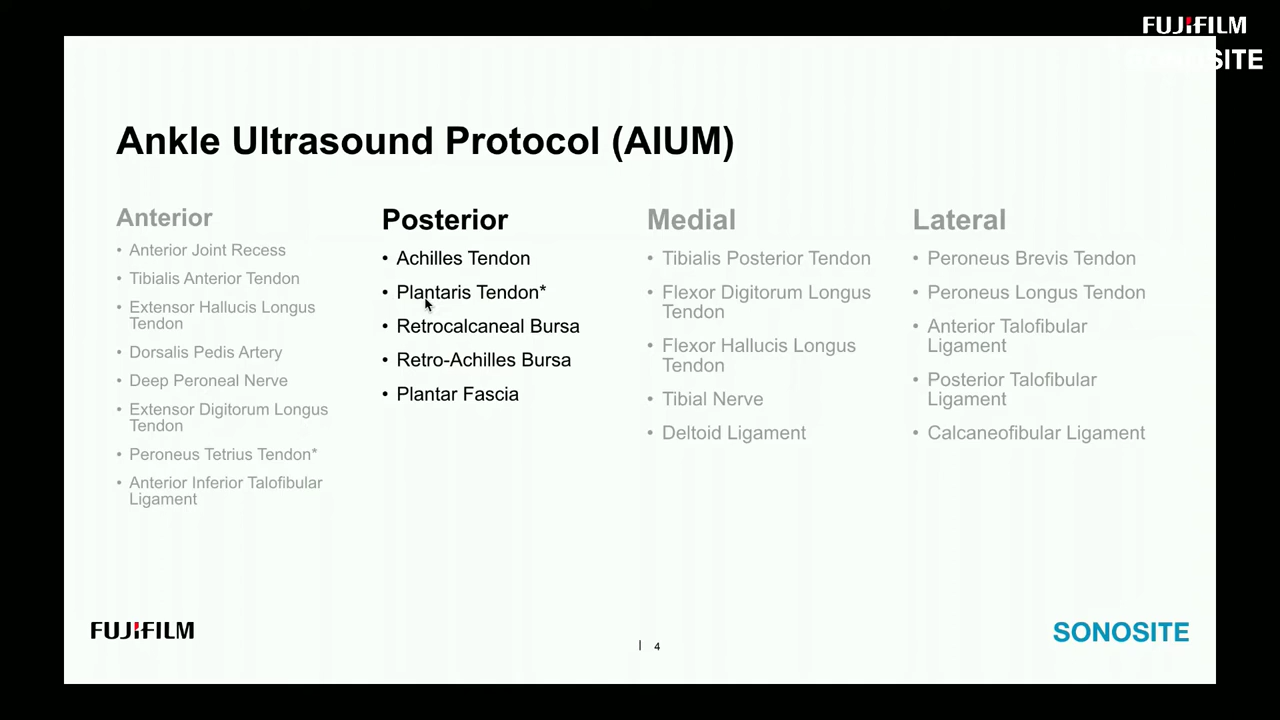 FUJIFILM
SITE
Ankle Ultrasound Protocol (AIUM)
Anterior
• Anterior Joint Recess
• Tibialis Anterior Tendon
• Extensor Hallucis Longus
Tendon
• Dorsalis Pedis Artery
• Deep Peroneal Nerve
• Extensor Digitorum Longus
Tendon
• Peroneus Tetrius Tendon*
• Anterior Inferior Talofibular
Ligament
Posterior
• Achilles Tendon
• Plantaris Tendon*
• Retrocalcaneal Bursa
• Retro-Achilles Bursa
• Plantar Fascia
Medial
• Tibialis Posterior Tendon
• Flexor Digitorum Longus
Tendon
• Flexor Hallucis Longus
Tendon
• Tibial Nerve
• Deltoid Ligament
Lateral
• Peroneus Brevis Tendon
• Peroneus Longus Tendon
• Anterior Talofibular
Ligament
• Posterior Talofibular
Ligament
• Calcaneofibular Ligament
FUJIFILM
| 4
SONOSITE